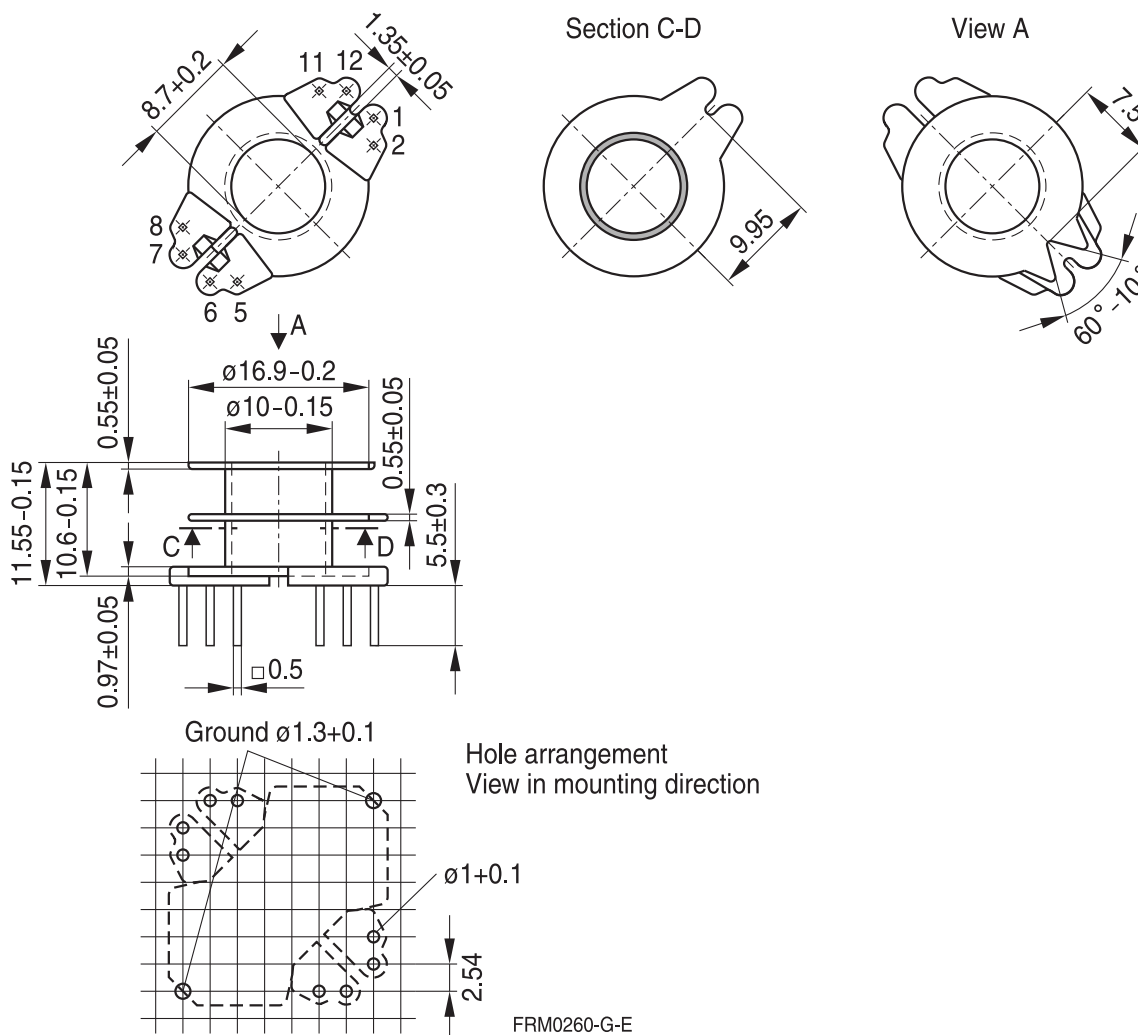 Section C-D
View A
8.7+0.2
1.35±0.05
11 12
1
2
8
7
6 5
9.95
7.5
60°-10°
A
ø16.9-0.2
ø10-0.15
0.55±0.05
0.55±0.05
11.55-0.15
10.6-0.15
5.5±0.3
C
D
0.97±0.05
□0.5
Ground ø1.3+0.1
Hole arrangement
View in mounting direction
ø1+0.1
2.54
FRM0260-G-E